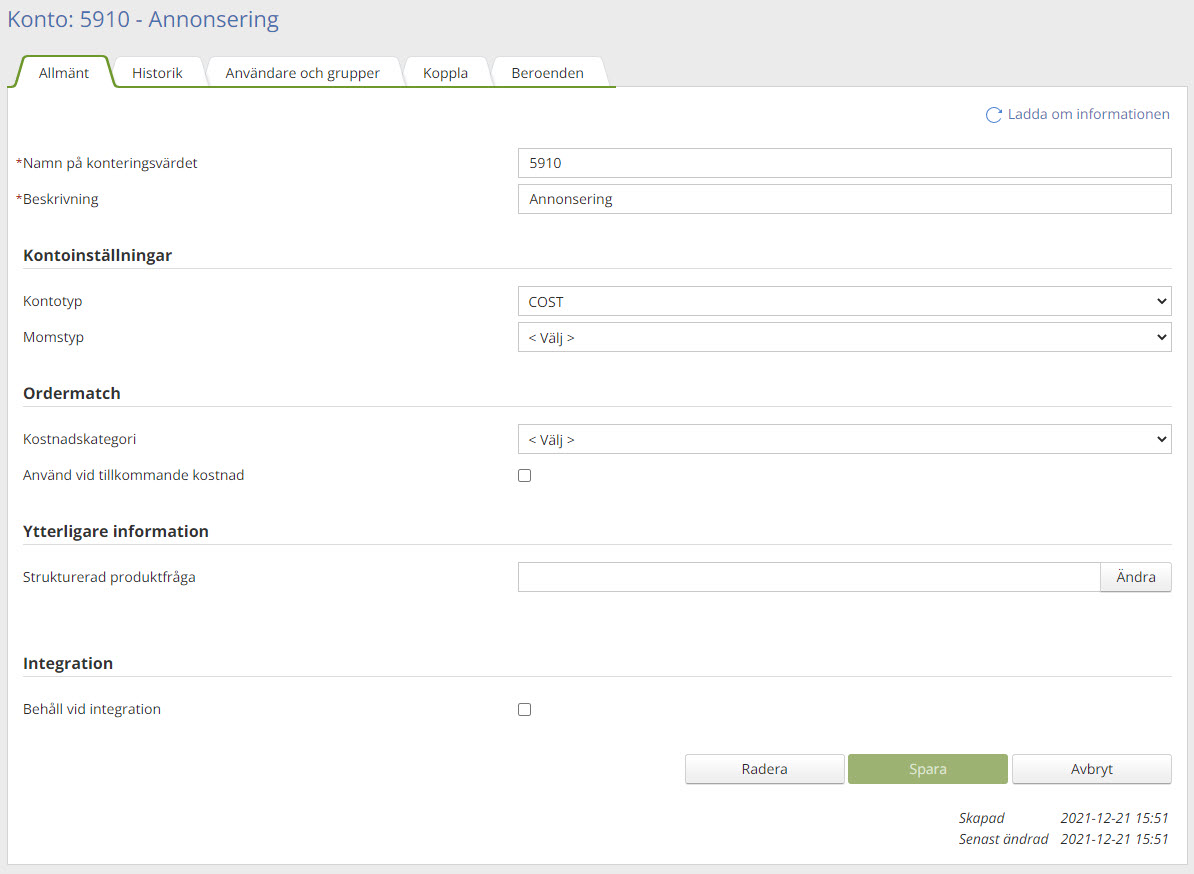 Konto: 5910 - Annonsering
Allmänt Historik Användare och grupper Koppla Beroenden
Ladda om informationen
*Namn på konteringsvärdet 5910
*Beskrivning Annonsering
Kontoinställningar
Kontotyp COST
Momstyp < Välj >
Ordermatch
Kostnadskategori < Välj >
Använd vid tillkommande kostnad
Ytterligare information
Strukturerad produktfråga Ändra
Integration
Behåll vid integration
Radera Spara Avbryt
Skapad 2021-12-21 15:51
Senast ändrad 2021-12-21 15:51